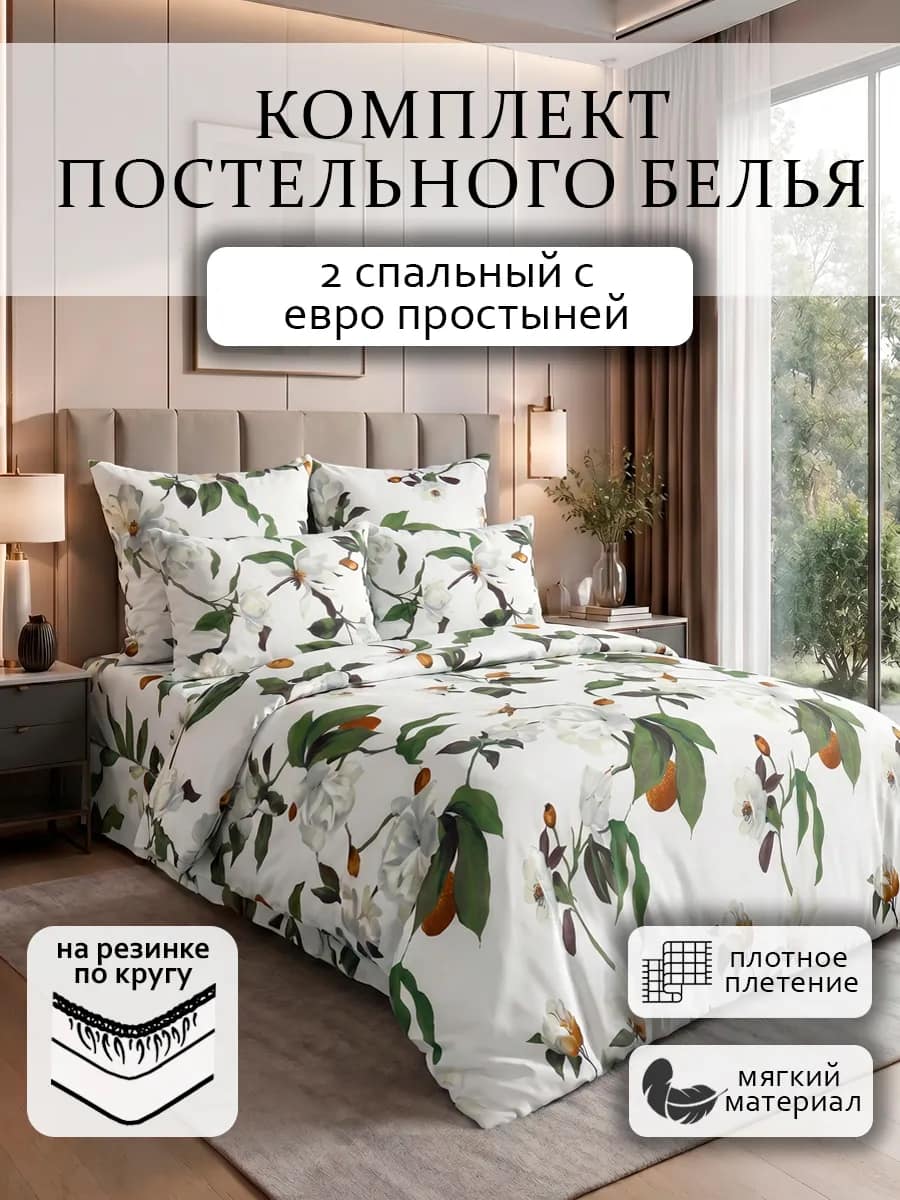 КОМПЛЕКТ
ПОСТЕЛЬНОГО БЕЛЬЯ
2 спальный с
евро простыней
на резинке
по кругу
плотное
плетение
мягкий
материал